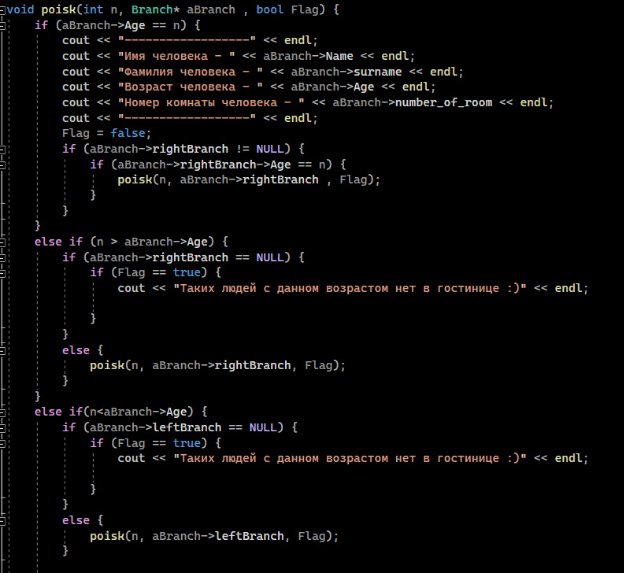 void poisk(int n, Branch* aBranch , bool Flag) {
if (aBranch->Age == n) {
cout << "------------------" << endl;
cout << "Имя человека - " << aBranch->Name << endl;
cout << "Фамилия человека - " << aBranch->surname << endl;
cout << "Возраст человека - " << aBranch->Age << endl;
cout << "Номер комнаты человека - " << aBranch->number_of_room << endl;
cout << "------------------" << endl;
Flag = false;
if (aBranch->rightBranch != NULL) {
if (aBranch->rightBranch->Age == n) {
poisk(n, aBranch->rightBranch , Flag);
}
}
}
else if (n > aBranch->Age) {
if (aBranch->rightBranch == NULL) {
if (Flag == true) {
cout << "Таких людей с данном возрастом нет в гостинице :)" << endl;
}
}
else {
poisk(n, aBranch->rightBranch, Flag);
}
}
else if(n<aBranch->Age) {
if (aBranch->leftBranch == NULL) {
if (Flag == true) {
cout << "Таких людей с данном возрастом нет в гостинице :)" << endl;
}
}
else {
poisk(n, aBranch->leftBranch, Flag);
}